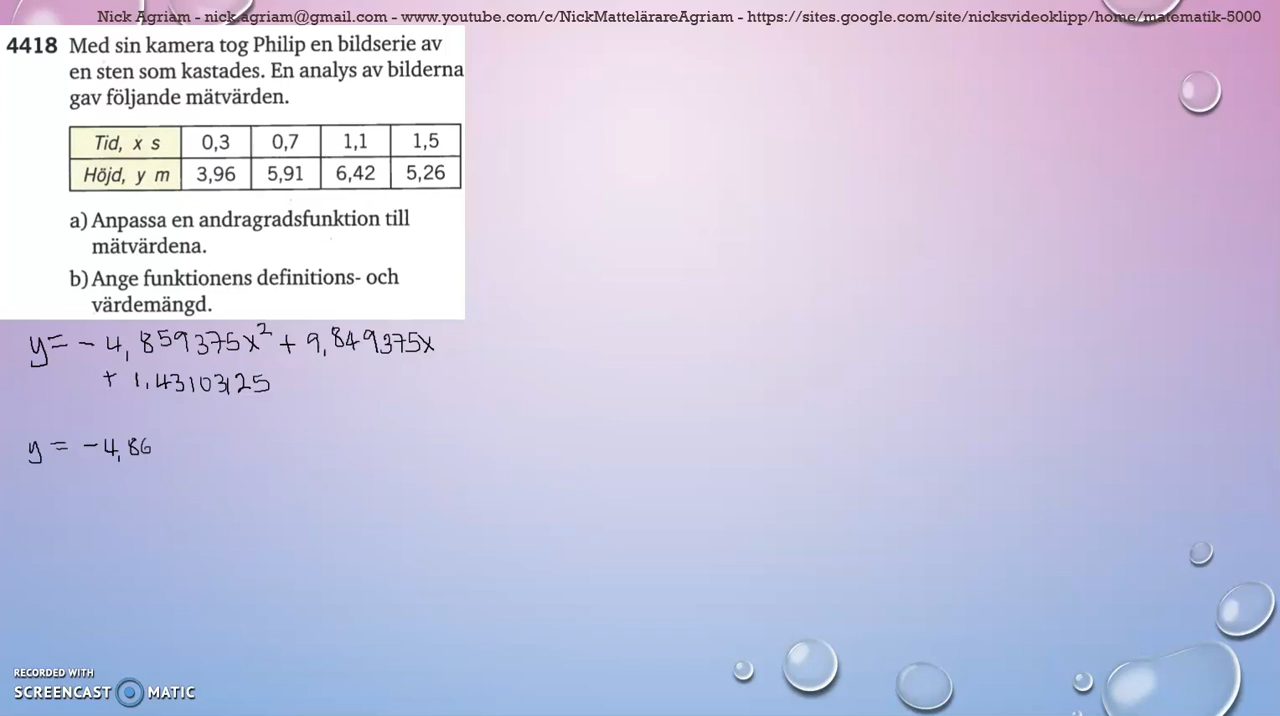 Nick Agriam - nick.agriam@gmail.com - www.youtube.com/c/NickMattelärareAgriam - https://sites.google.com/site/nicksvideoklipp/home/matematik-5000
4418 Med sin kamera tog Philip en bildserie av
en sten som kastades. En analys av bilderna
gav följande mätvärden.
Tid, x s 0,3 0,7 1,1 1,5
Höjd, y m 3,96 5,91 6,42 5,26
a) Anpassa en andragradsfunktion till
mätvärdena.
b) Ange funktionens definitions- och
värdemängd.
y = - 4,859375x² + 9,849375x
+ 1,43103125
y = -4,86
RECORDED WITH
SCREENCAST MATIC